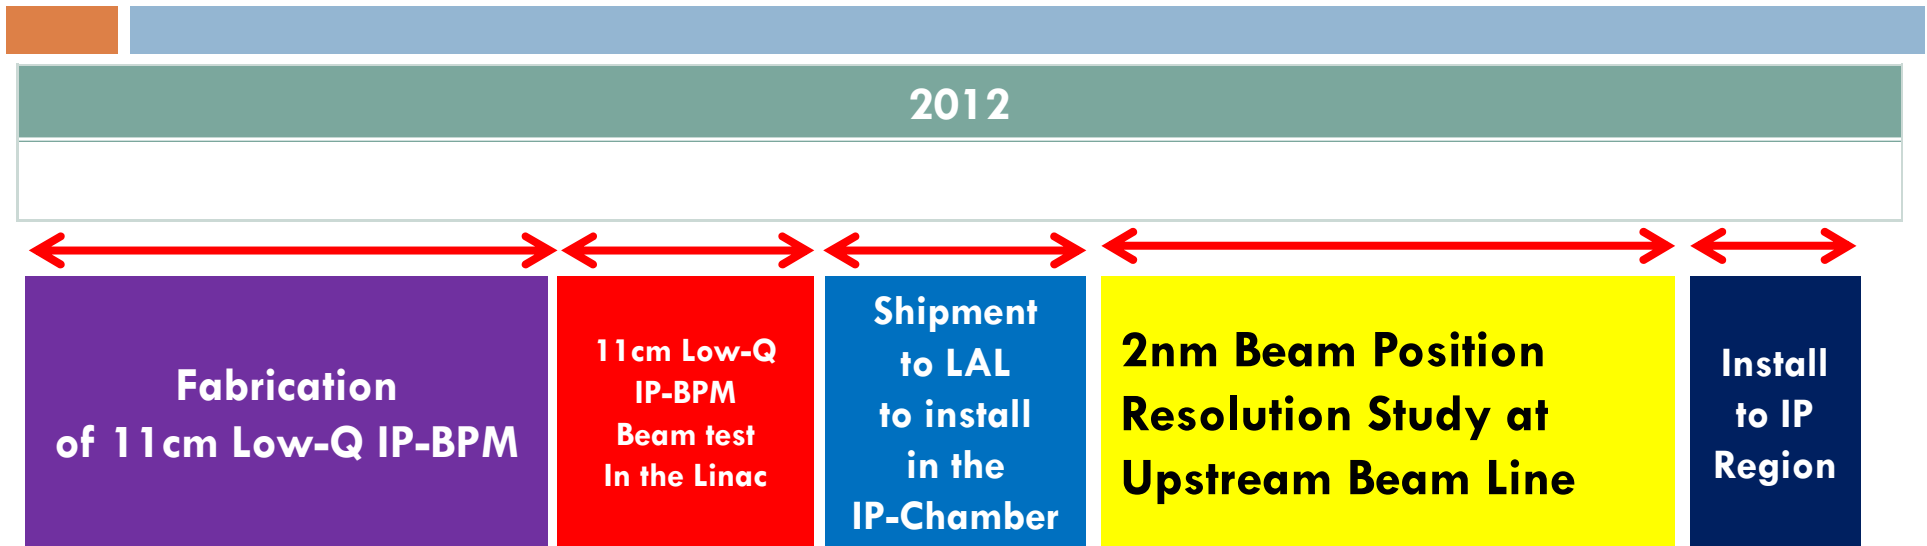 2012
Fabrication
of 11cm Low-Q IP-BPM
11cm Low-Q
IP-BPM
Beam test
In the Linac
Shipment
to LAL
to install
in the
IP-Chamber
2nm Beam Position
Resolution Study at
Upstream Beam Line
Install
to IP
Region